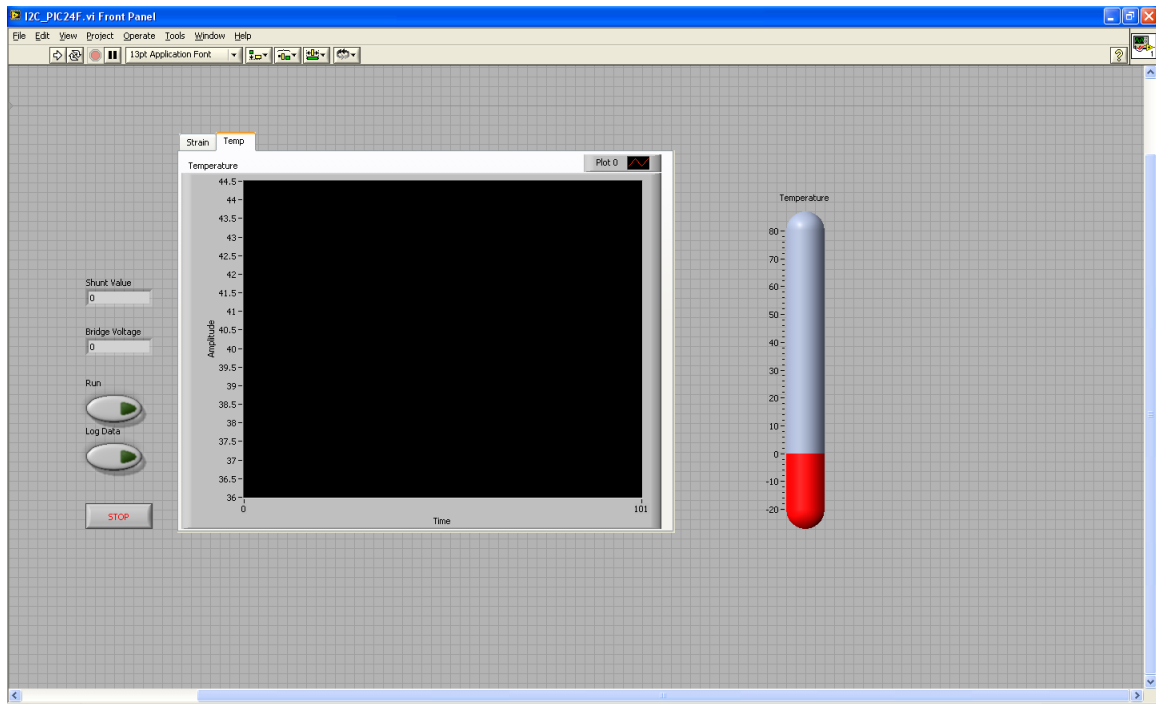 I2C_PIC24F.vi Front Panel
File Edit View Project Operate Tools Window Help
13pt Application Font
?
1
Strain Temp
Temperature
Plot 0
44.5
44
43.5
43
42.5
42
41.5
41
40.5
40
39.5
39
38.5
38
37.5
37
36.5
36
Amplitude
0 101
Time
Shunt Value
0
Bridge Voltage
0
Run
Log Data
STOP
Temperature
80
70
60
50
40
30
20
10
0
-10
-20